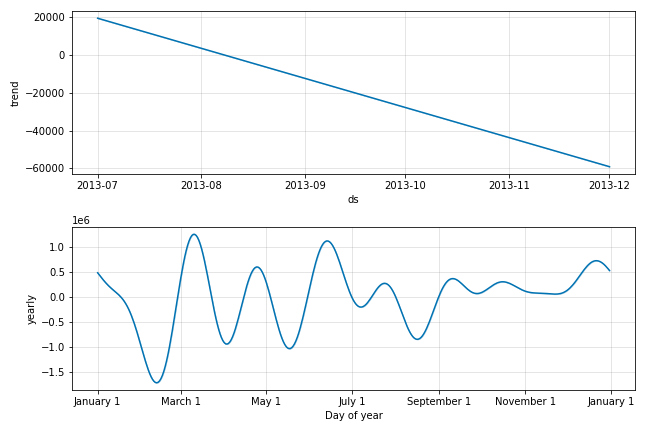 20000
0
−20000
−40000
−60000
trend
2013-07 2013-08 2013-09 2013-10 2013-11 2013-12
ds
1e6
1.0
0.5
0.0
−0.5
−1.0
−1.5
yearly
January 1 March 1 May 1 July 1 September 1 November 1 January 1
Day of year